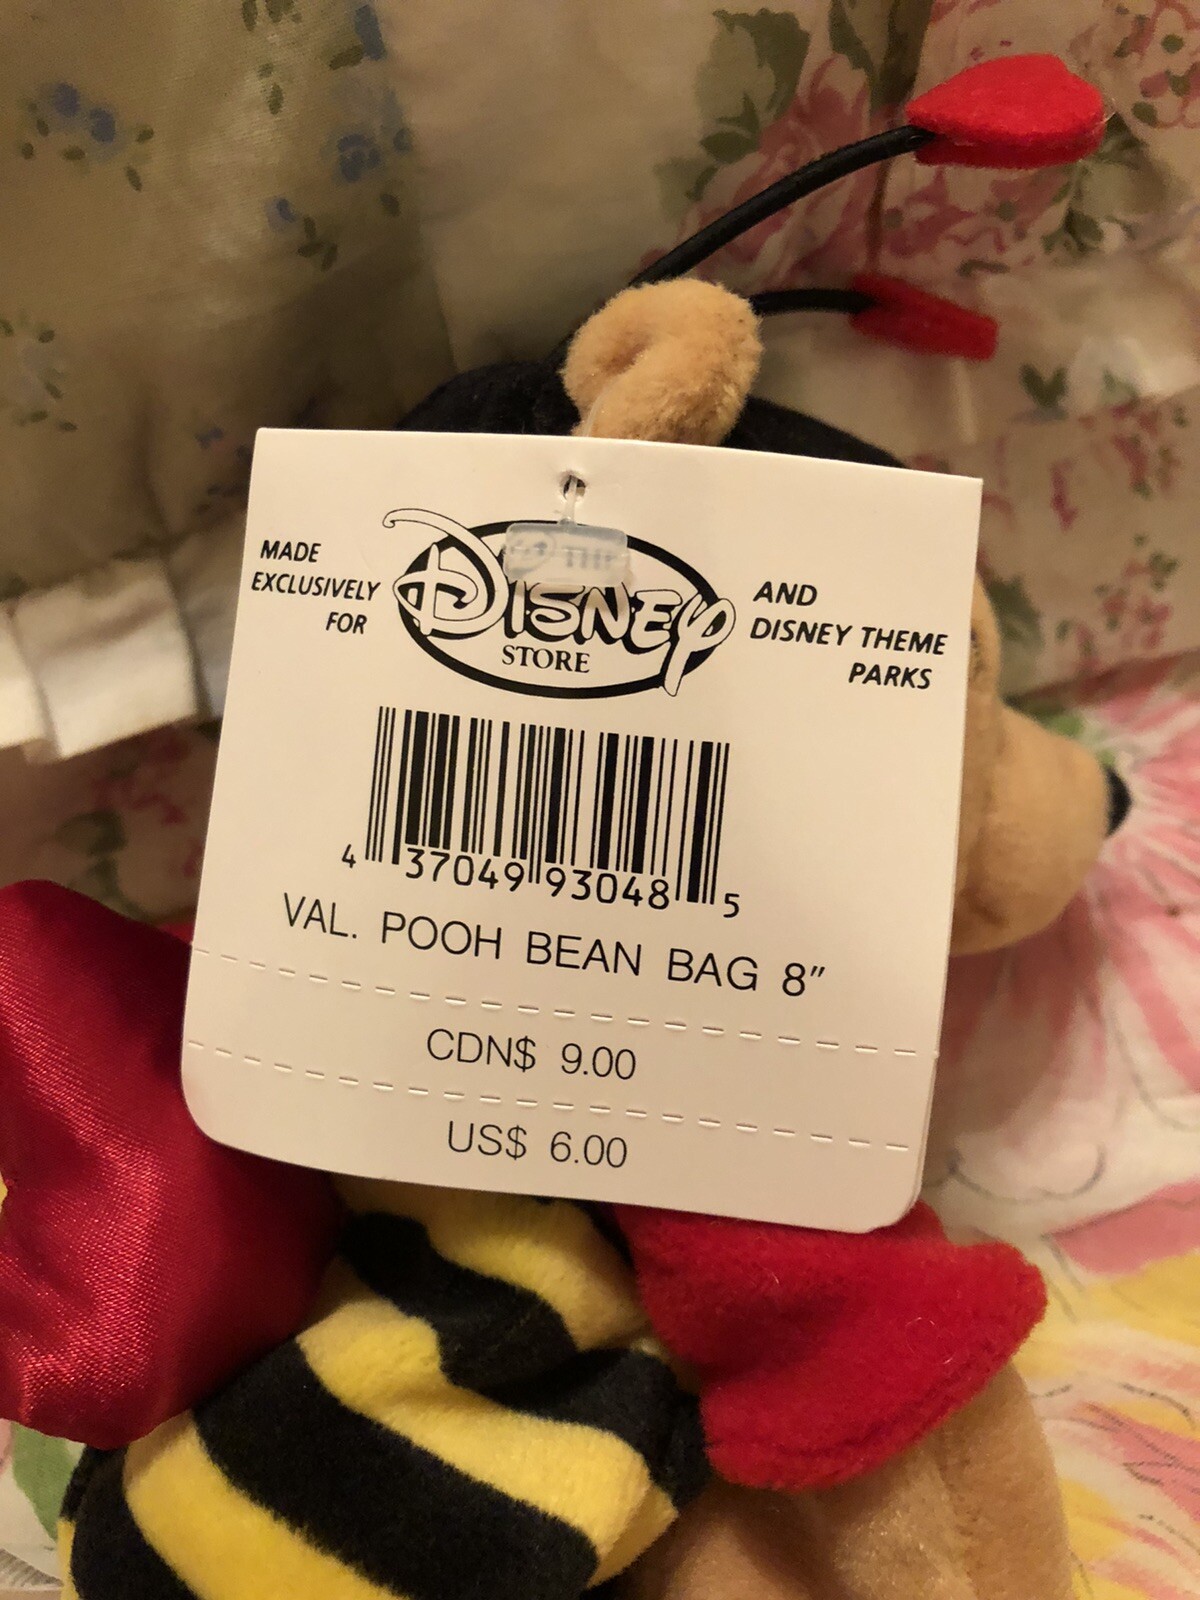 MADE
EXCLUSIVELY
FOR
DISNEY
STORE
AND
DISNEY THEME
PARKS
4 37049 93048 5
VAL. POOH BEAN BAG 8"
CDN$ 9.00
US$ 6.00